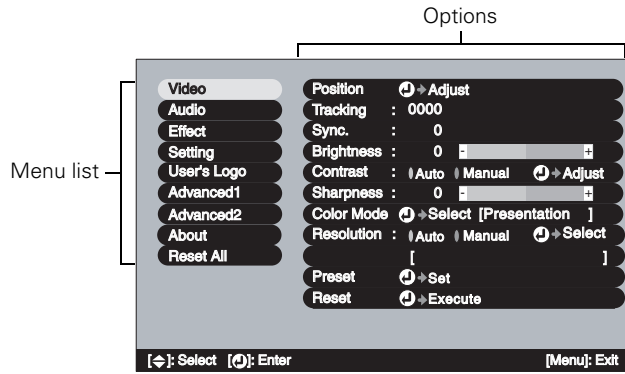 Options
Menu list
Video
Audio
Effect
Setting
User's Logo
Advanced1
Advanced2
About
Reset All
Position Adjust
Tracking : 0000
Sync. : 0
Brightness : 0 - +
Contrast : Auto Manual Adjust
Sharpness : 0 - +
Color Mode Select [Presentation ]
Resolution : Auto Manual Select
[ ]
Preset Set
Reset Execute
[ ]: Select [ ]: Enter [Menu]: Exit